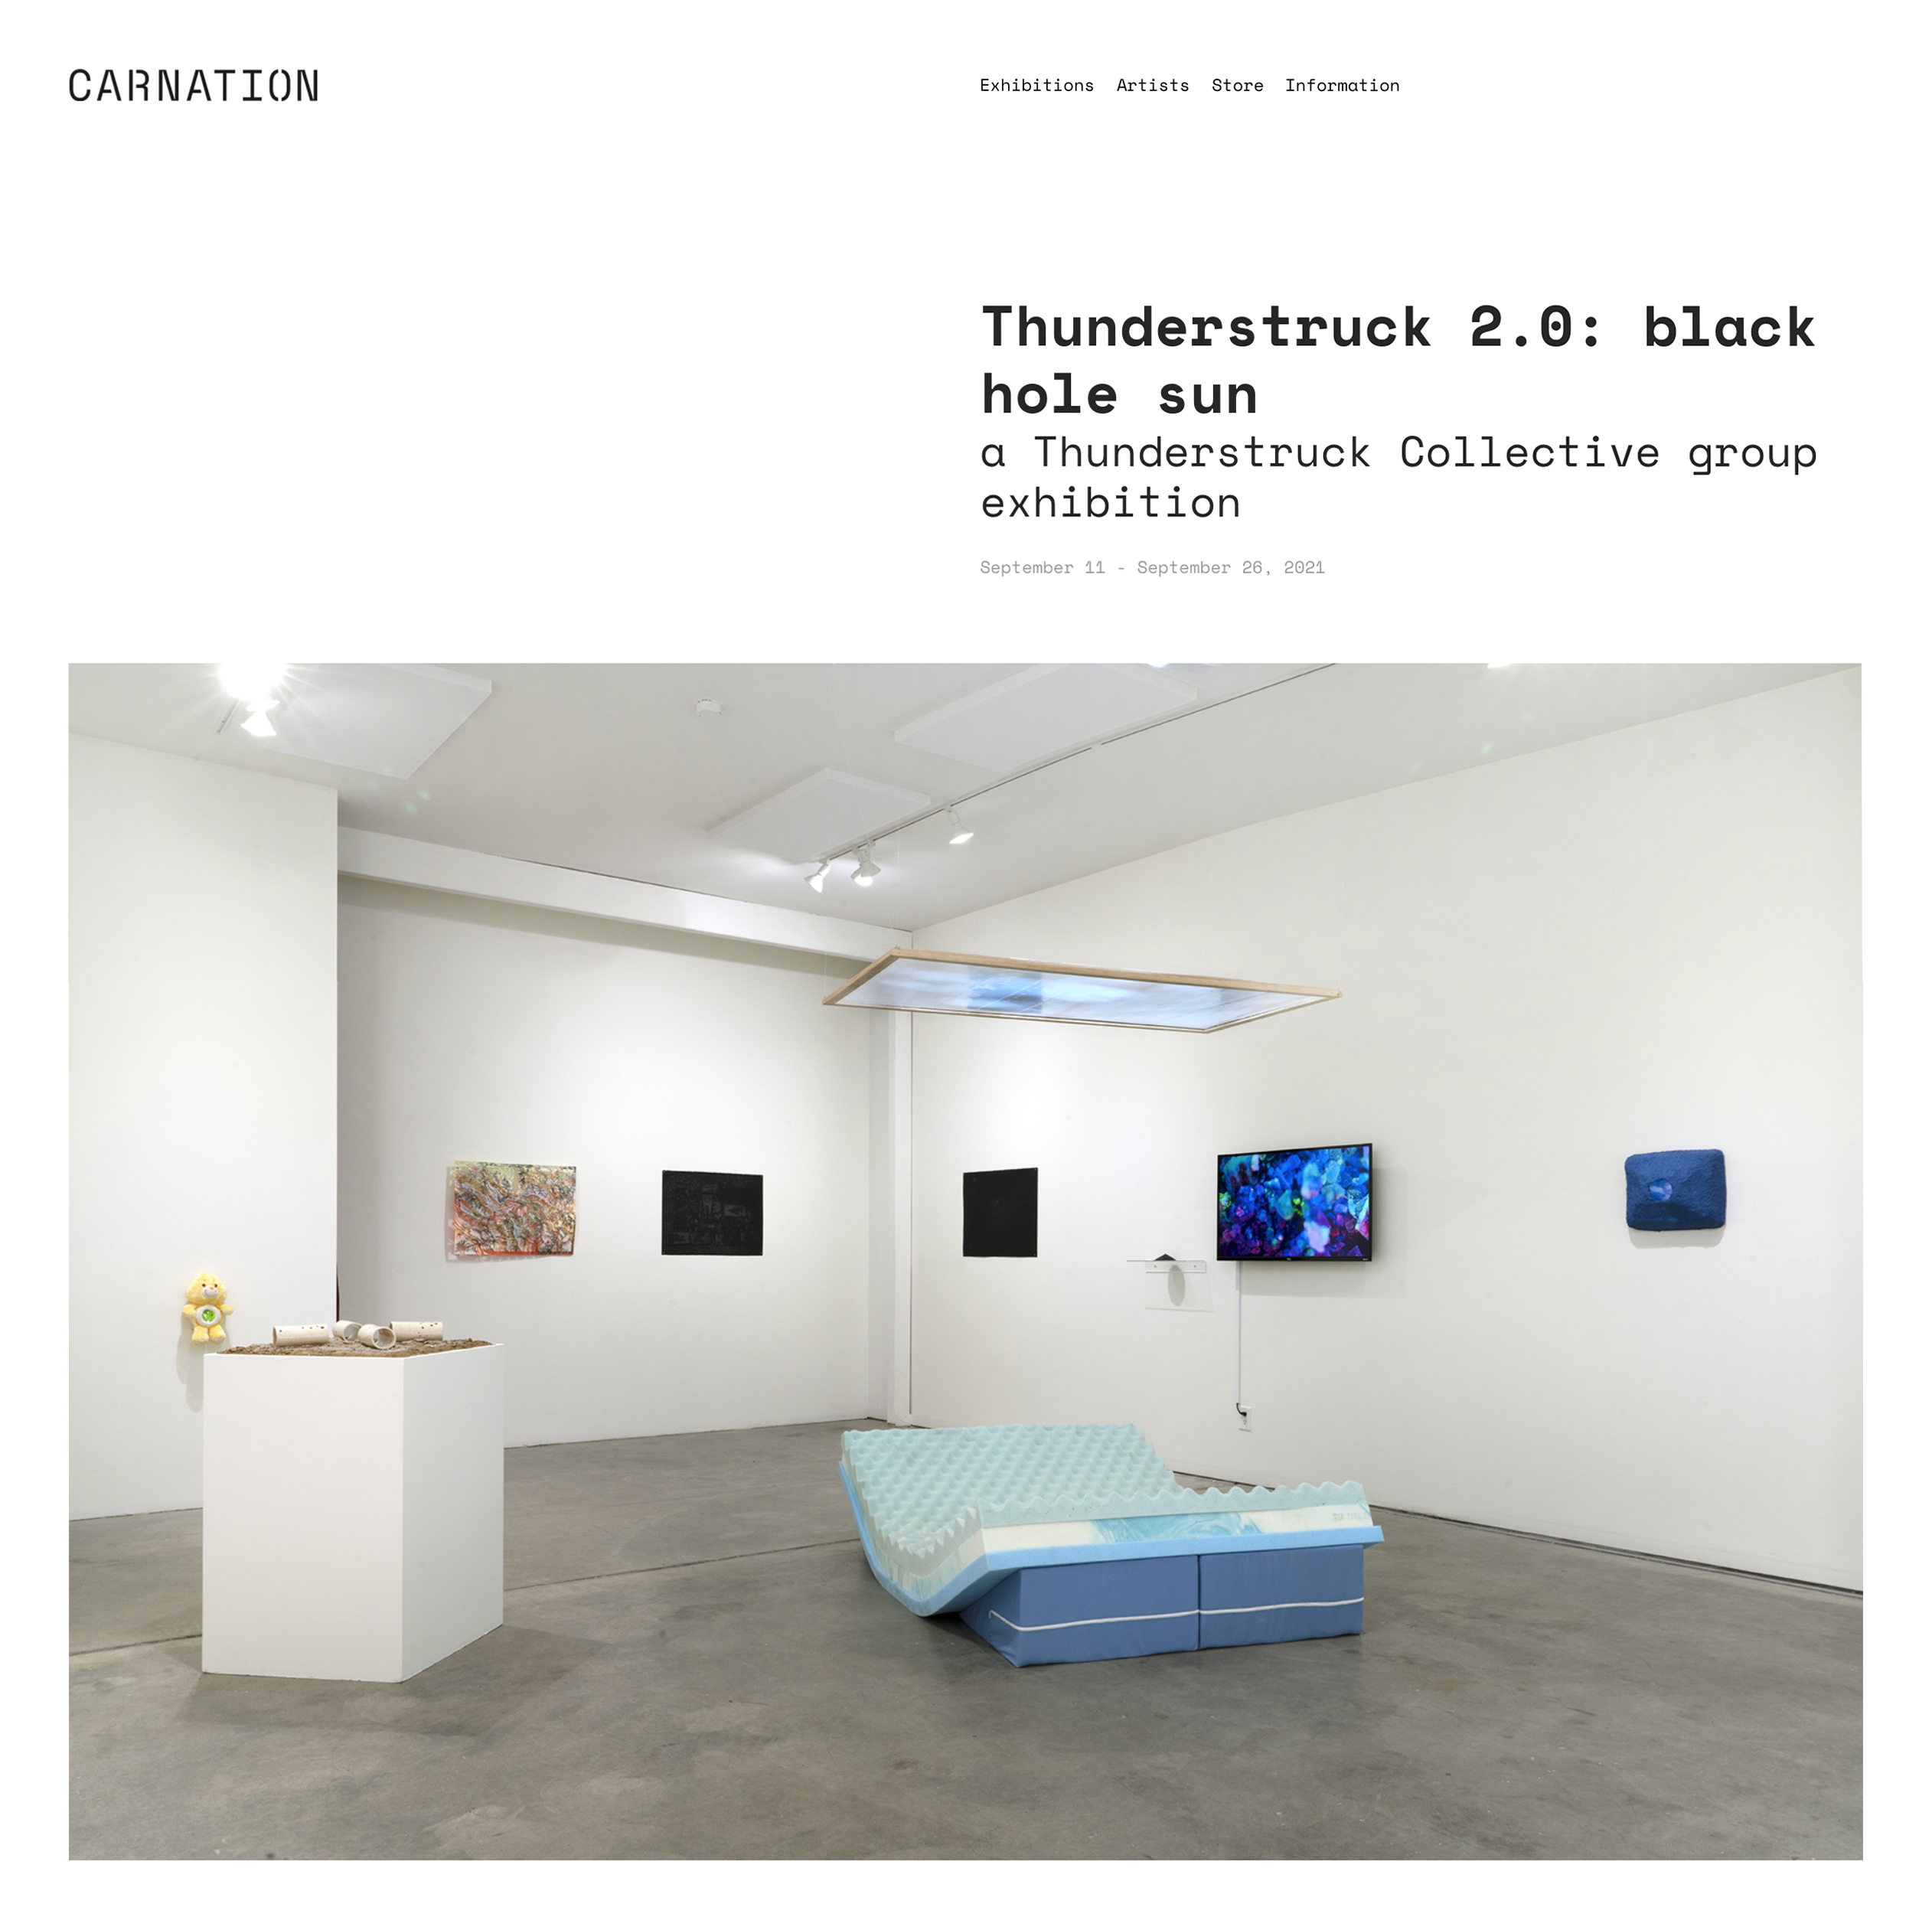 CARNATION
Exhibitions Artists Store Information
Thunderstruck 2.0: black
hole sun
a Thunderstruck Collective group
exhibition
September 11 - September 26, 2021